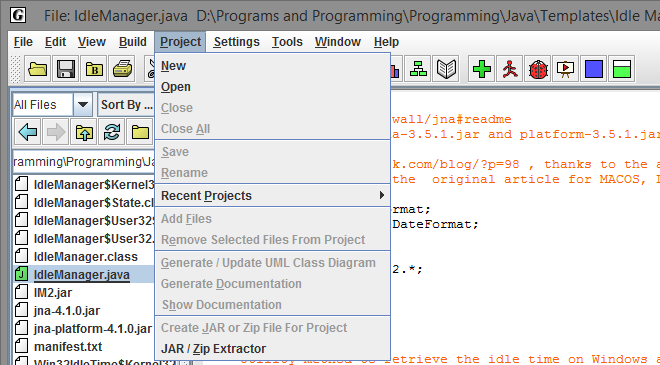 G File: IdleManager.java D:\Programs and Programming\Programming\Java\Templates\Idle Ma
File Edit View Build Project Settings Tools Window Help
All Files Sort By ...
ramming\Programming\Ja
IdleManager$Kernel3
IdleManager$State.c
IdleManager$User32$
IdleManager$User32.
IdleManager.class
IdleManager.java
IM2.jar
jna-4.1.0.jar
jna-platform-4.1.0.jar
manifest.txt
Win32IdleTime$Kernel32
New
Open
Close
Close All
Save
Rename
Recent Projects
Add Files
Remove Selected Files From Project
Generate / Update UML Class Diagram
Generate Documentation
Show Documentation
Create JAR or Zip File For Project
JAR / Zip Extractor
wall/jna#readme
a-3.5.1.jar and platform-3.5.1.jar
k.com/blog/?p=98 , thanks to the a
the original article for MACOS, L
rmat;
DateFormat;
2.*;
Utility method to retrieve the idle time on Windows a